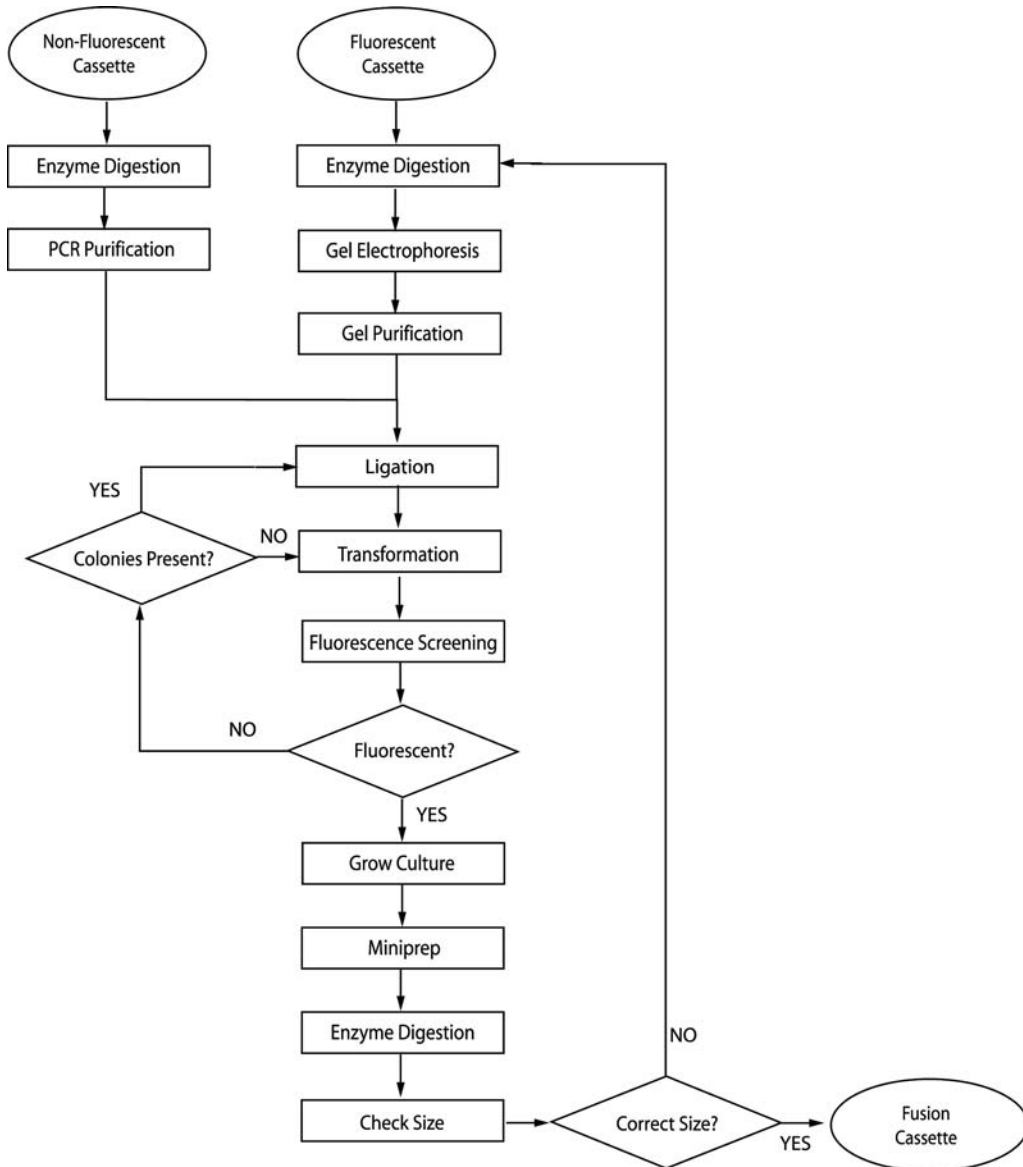 Non-Fluorescent
Cassette
Fluorescent
Cassette
Enzyme Digestion
Enzyme Digestion
PCR Purification
Gel Electrophoresis
Gel Purification
Ligation
YES
NO
Colonies Present?
Transformation
Fluorescence Screening
NO
Fluorescent?
YES
Grow Culture
Miniprep
Enzyme Digestion
NO
Check Size
Correct Size?
YES
Fusion
Cassette